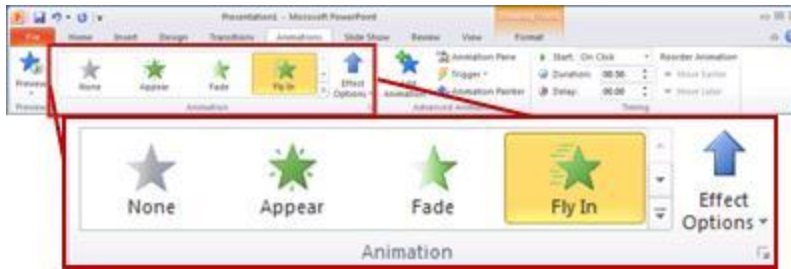 Presentation1 - Microsoft PowerPoint
File Home Insert Design Transitions Animations Slide Show Review View Format
Preview None Appear Fade Fly In Effect Options Add Animation
Animation Pane Trigger Animation Painter
Start: On Click Duration: 00.50 Delay: 00.00
Reorder Animation Move Earlier Move Later
Preview Animation Advanced Animation Timing
None Appear Fade Fly In Effect
Options
Animation